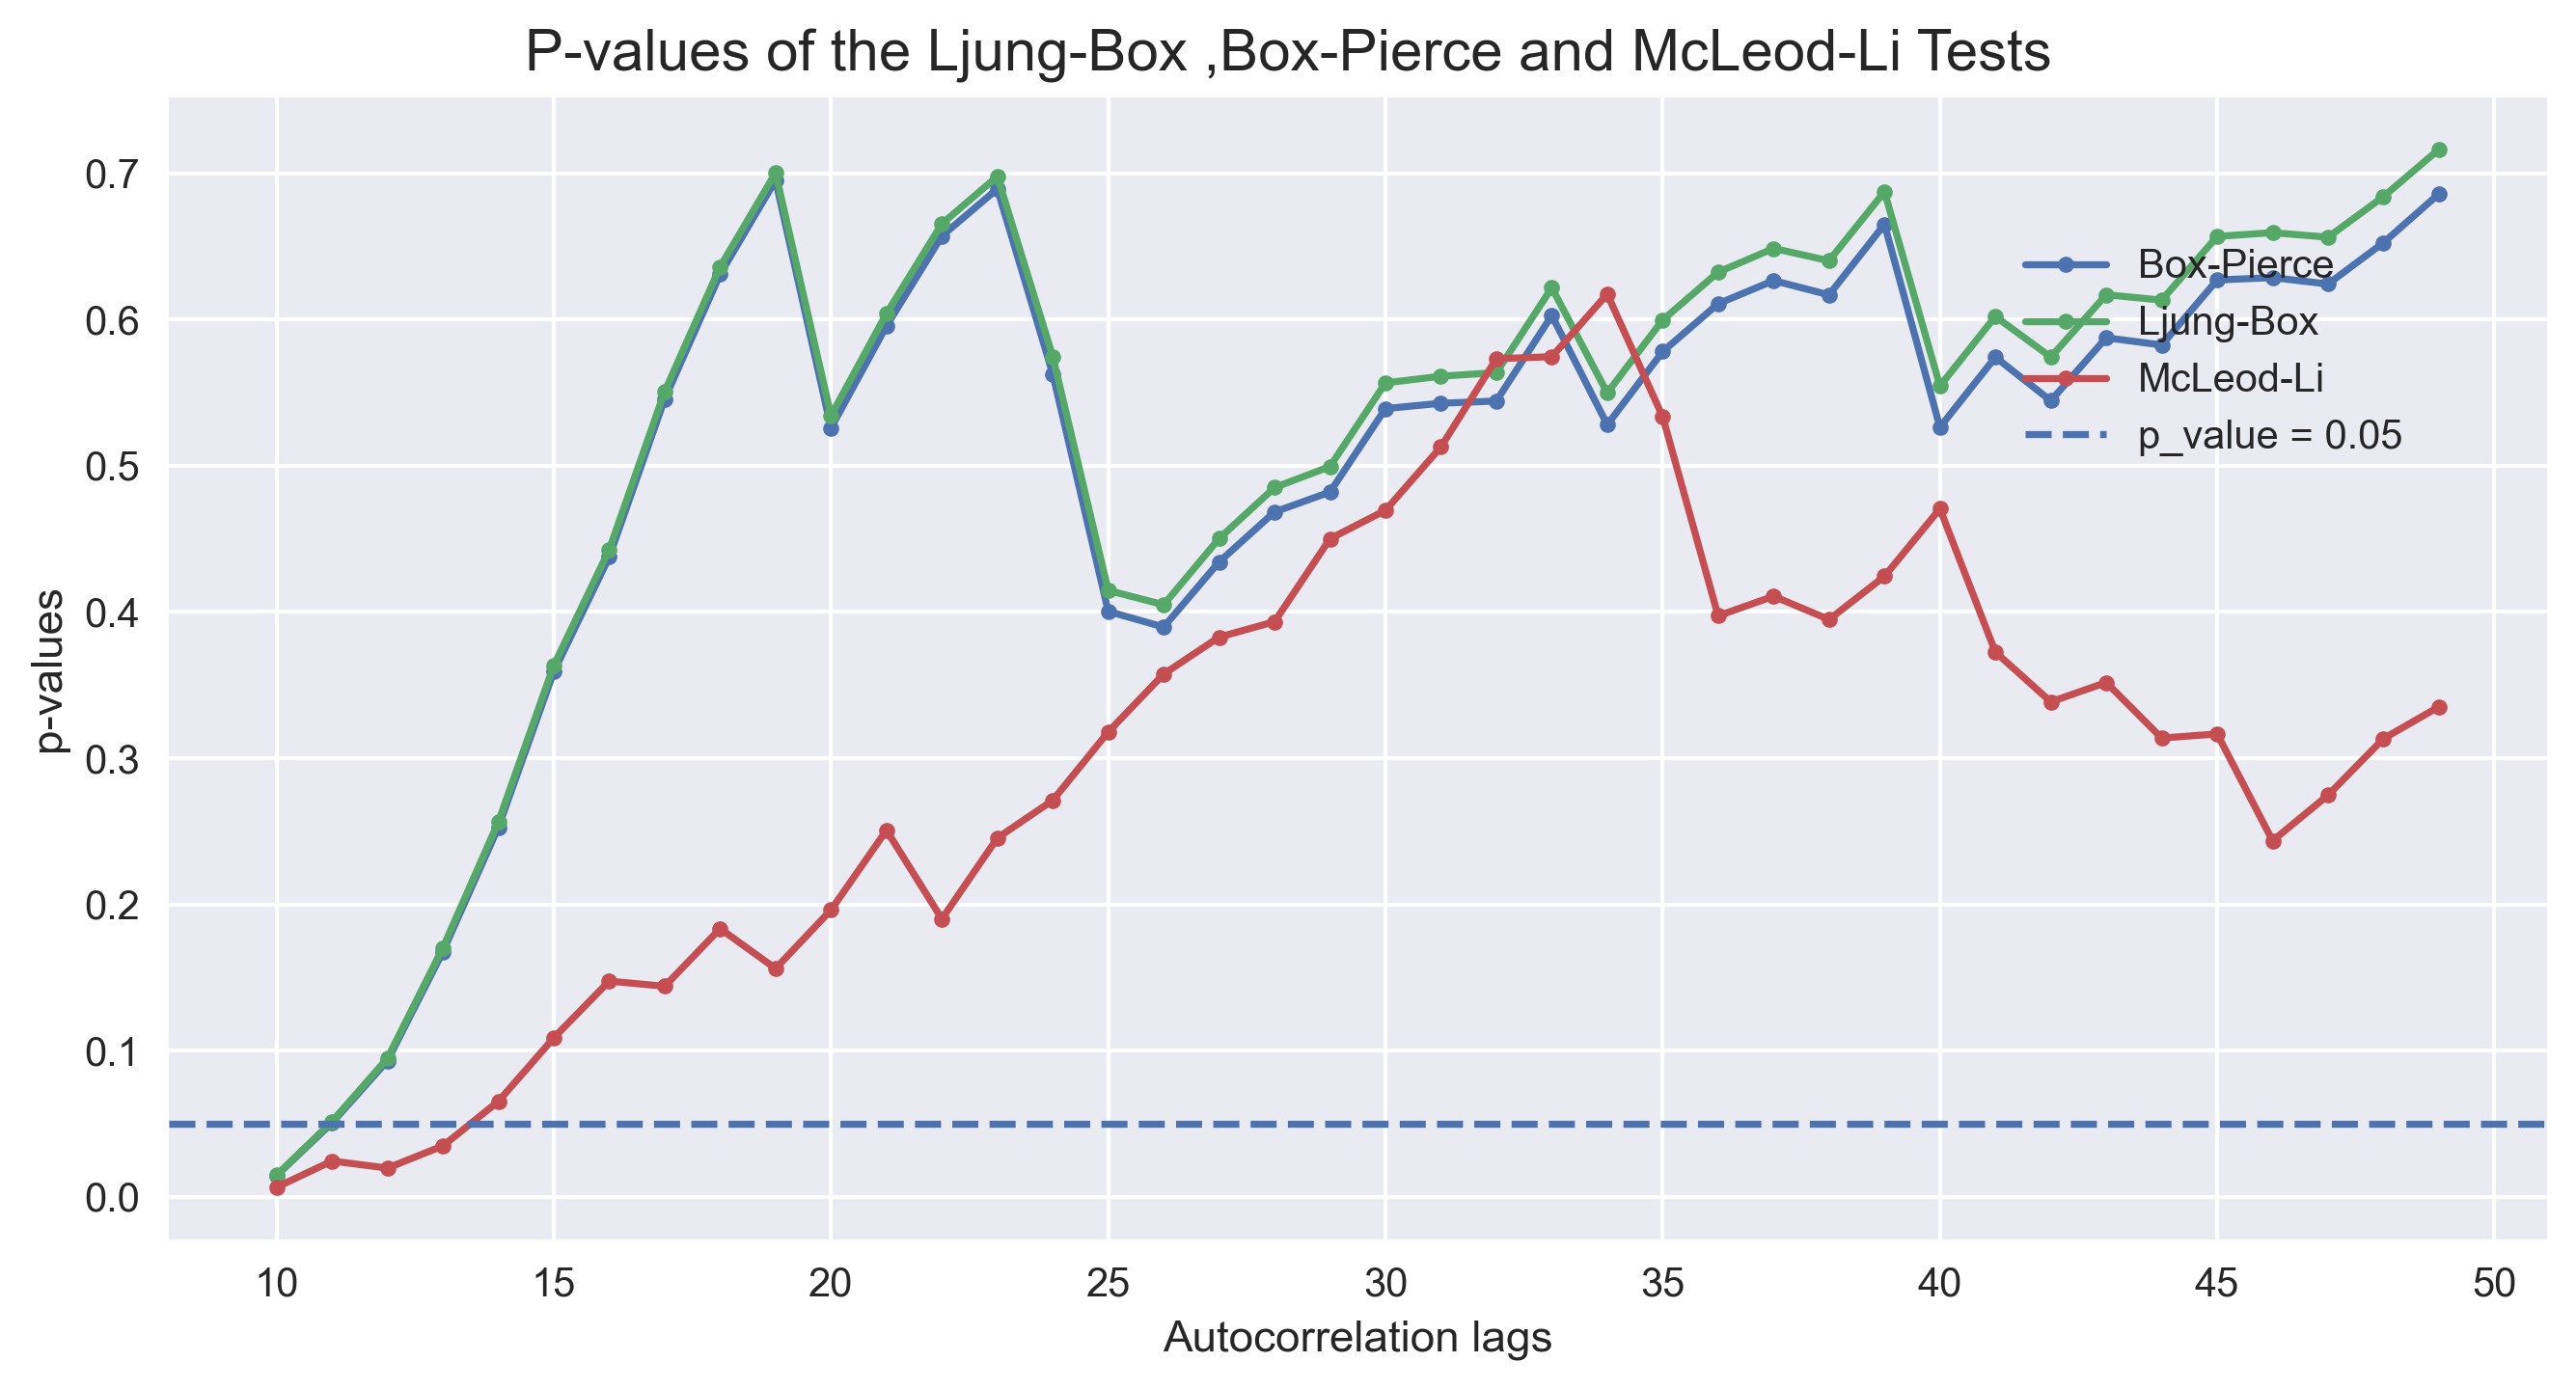 P-values of the Ljung-Box ,Box-Pierce and McLeod-Li Tests
0.7
0.6
0.5
0.4
0.3
0.2
0.1
0.0
p-values
Box-Pierce
Ljung-Box
McLeod-Li
p_value = 0.05
10 15 20 25 30 35 40 45 50
Autocorrelation lags